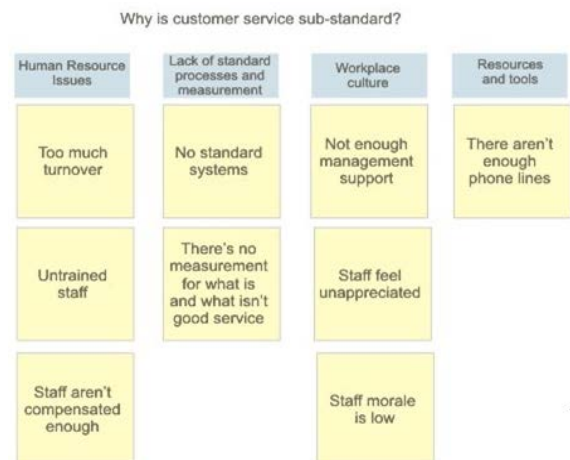 Why is customer service sub-standard?
Human Resource
Issues
Lack of standard
processes and
measurement
Workplace
culture
Resources
and tools
Too much
turnover
No standard
systems
Not enough
management
support
There aren't
enough
phone lines
Untrained
staff
There's no
measurement
for what is
and what isn't
good service
Staff feel
unappreciated
Staff aren't
compensated
enough
Staff morale
is low